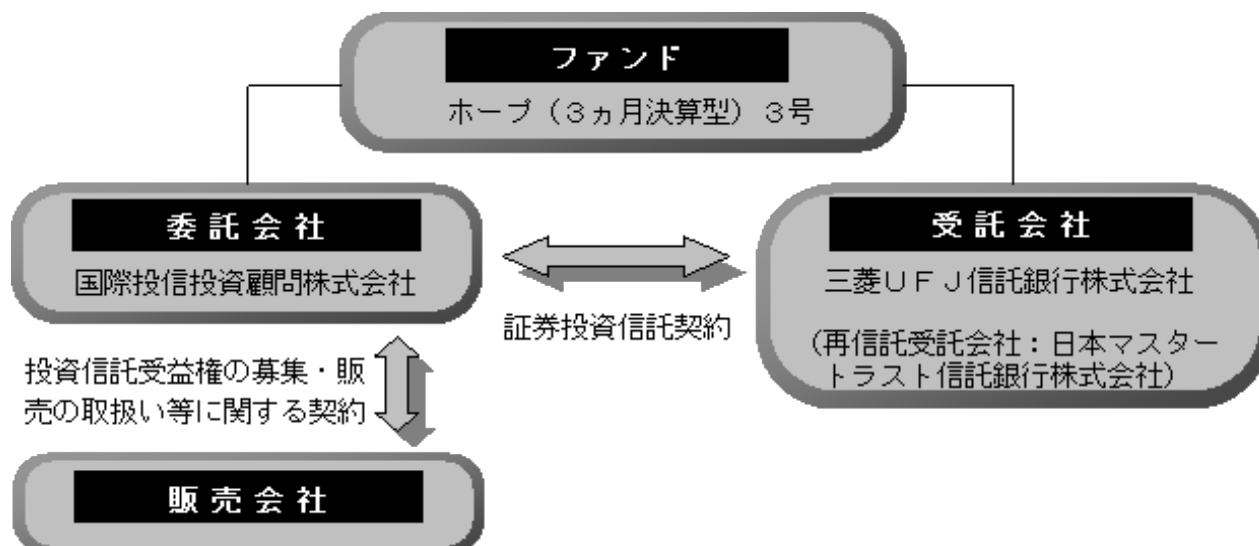 ファンド
ホープ（３ヵ月決算型）３号
委託会社
国際投信投資顧問株式会社
受託会社
三菱ＵＦＪ信託銀行株式会社
（再信託受託会社：日本マスター
トラスト信託銀行株式会社）
証券投資信託契約
投資信託受益権の募集・販
売の取扱い等に関する契約
販売会社